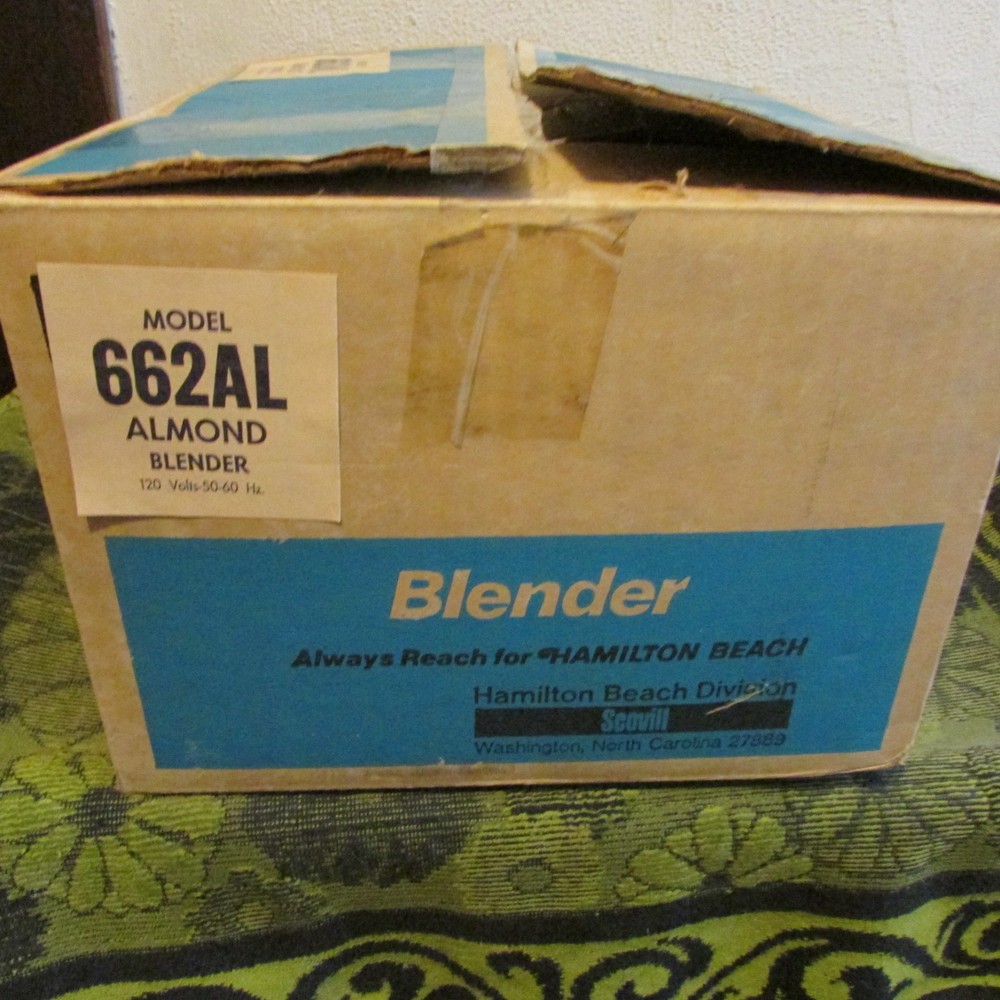 MODEL
662AL
ALMOND
BLENDER
120 Volts-50-60 Hz.
Blender
Always Reach for HAMILTON BEACH
Hamilton Beach Division
Scovill
Washington, North Carolina 27889